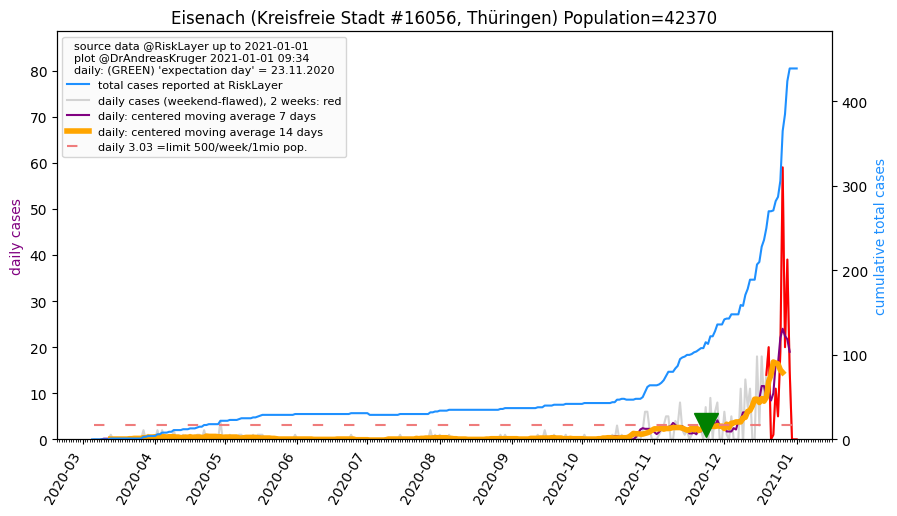 Eisenach (Kreisfreie Stadt #16056, Thüringen) Population=42370
source data @RiskLayer up to 2021-01-01
plot @DrAndreasKruger 2021-01-01 09:34
daily: (GREEN) 'expectation day' = 23.11.2020
total cases reported at RiskLayer
daily cases (weekend-flawed), 2 weeks: red
daily: centered moving average 7 days
daily: centered moving average 14 days
daily 3.03 =limit 500/week/1mio pop.
daily cases
80
70
60
50
40
30
20
10
0
cumulative total cases
400
300
200
100
0
2020-03
2020-04
2020-05
2020-06
2020-07
2020-08
2020-09
2020-10
2020-11
2020-12
2021-01